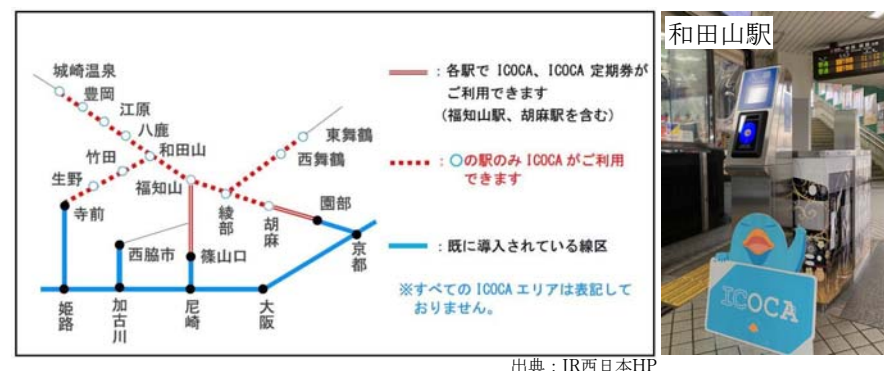 城崎温泉
豊岡
江原
八鹿
和田山
竹田
生野
寺前
福知山
綾部
東舞鶴
西舞鶴
胡麻
園部
京都
西脇市
篠山口
姫路
加古川
尼崎
大阪
：各駅で ICOCA、ICOCA 定期券が
ご利用できます
（福知山駅、胡麻駅を含む）
：○の駅のみ ICOCA がご利用
できます
：既に導入されている線区
※すべての ICOCA エリアは表記して
おりません。
出典：JR西日本HP
和田山駅
ICOCA